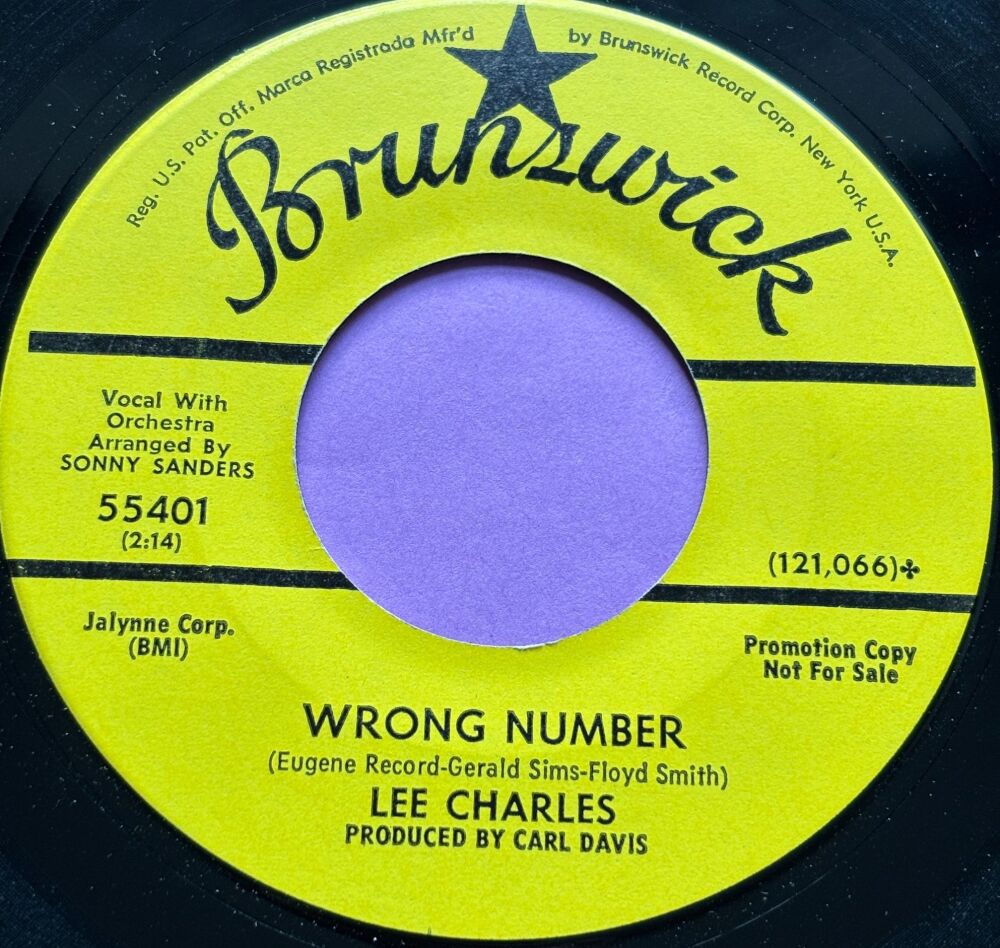 Reg. U.S. Pat. Off. Marca Registrada Mfr'd by Brunswick Record Corp. New York U.S.A.
Brunswick
Vocal With
Orchestra
Arranged By
SONNY SANDERS
55401
(2:14)
(121,066)✤
Jalynne Corp.
(BMI)
Promotion Copy
Not For Sale
WRONG NUMBER
(Eugene Record-Gerald Sims-Floyd Smith)
LEE CHARLES
PRODUCED BY CARL DAVIS